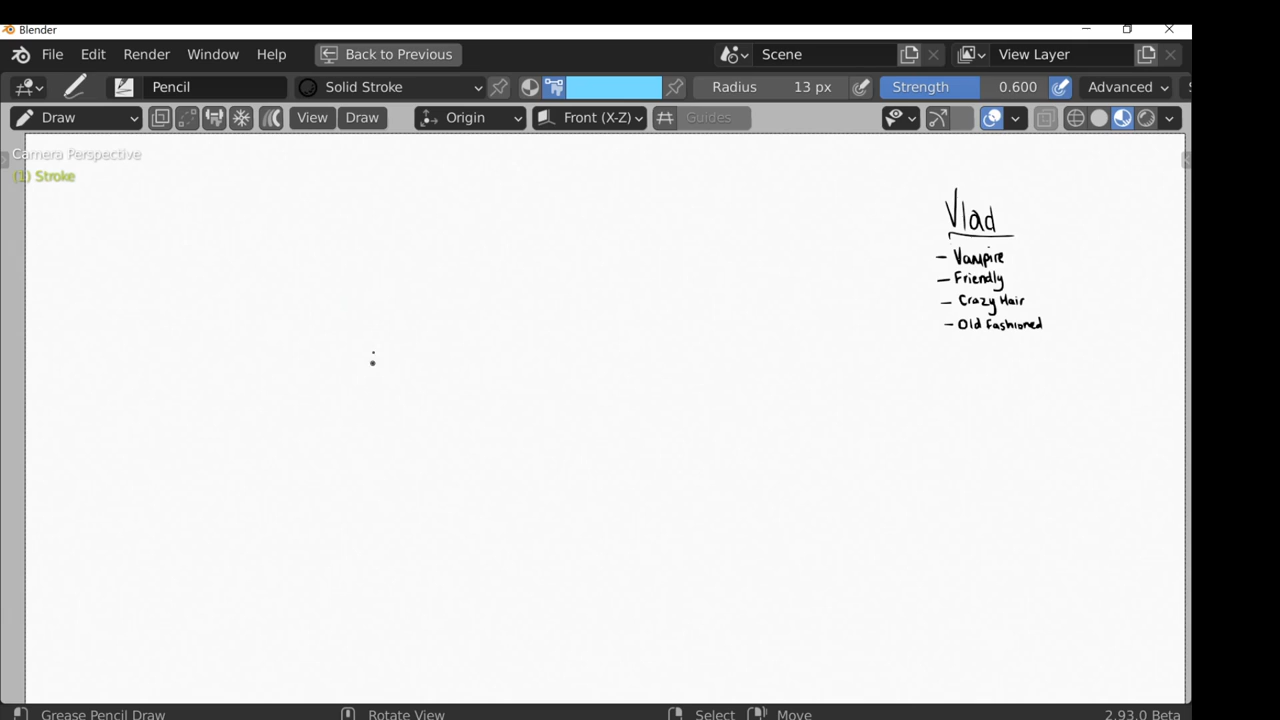 Blender
File Edit Render Window Help Back to Previous Scene View Layer
Pencil Solid Stroke Radius 13 px Strength 0.600 Advanced
Draw View Draw Origin Front (X-Z) Guides
Camera Perspective
(1) Stroke
Vlad
- Vampire
- Friendly
- Crazy Hair
- Old Fashioned
Grease Pencil Draw Rotate View Select Move 2.93.0 Beta